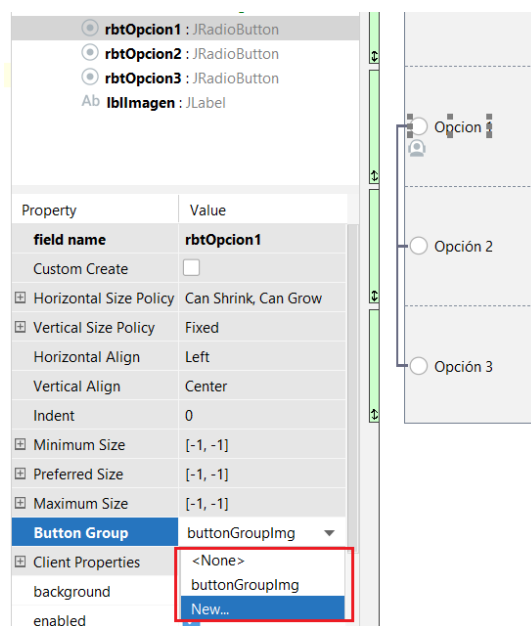 rbtOpcion1 : JRadioButton
rbtOpcion2 : JRadioButton
rbtOpcion3 : JRadioButton
Ab lblImagen : JLabel
Opcion 1
Opción 2
Opción 3
Property Value
field name rbtOpcion1
Custom Create
Horizontal Size Policy Can Shrink, Can Grow
Vertical Size Policy Fixed
Horizontal Align Left
Vertical Align Center
Indent 0
Minimum Size [-1, -1]
Preferred Size [-1, -1]
Maximum Size [-1, -1]
Button Group buttonGroupImg
Client Properties <None>
background buttonGroupImg
enabled New...